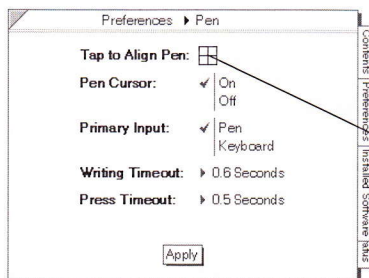 Preferences ▸ Pen
Tap to Align Pen:
Pen Cursor: ✓ On
Off
Primary Input: ✓ Pen
Keyboard
Writing Timeout: ▸ 0.6 Seconds
Press Timeout: ▸ 0.5 Seconds
Apply
Contents
Preferences
Installed Software